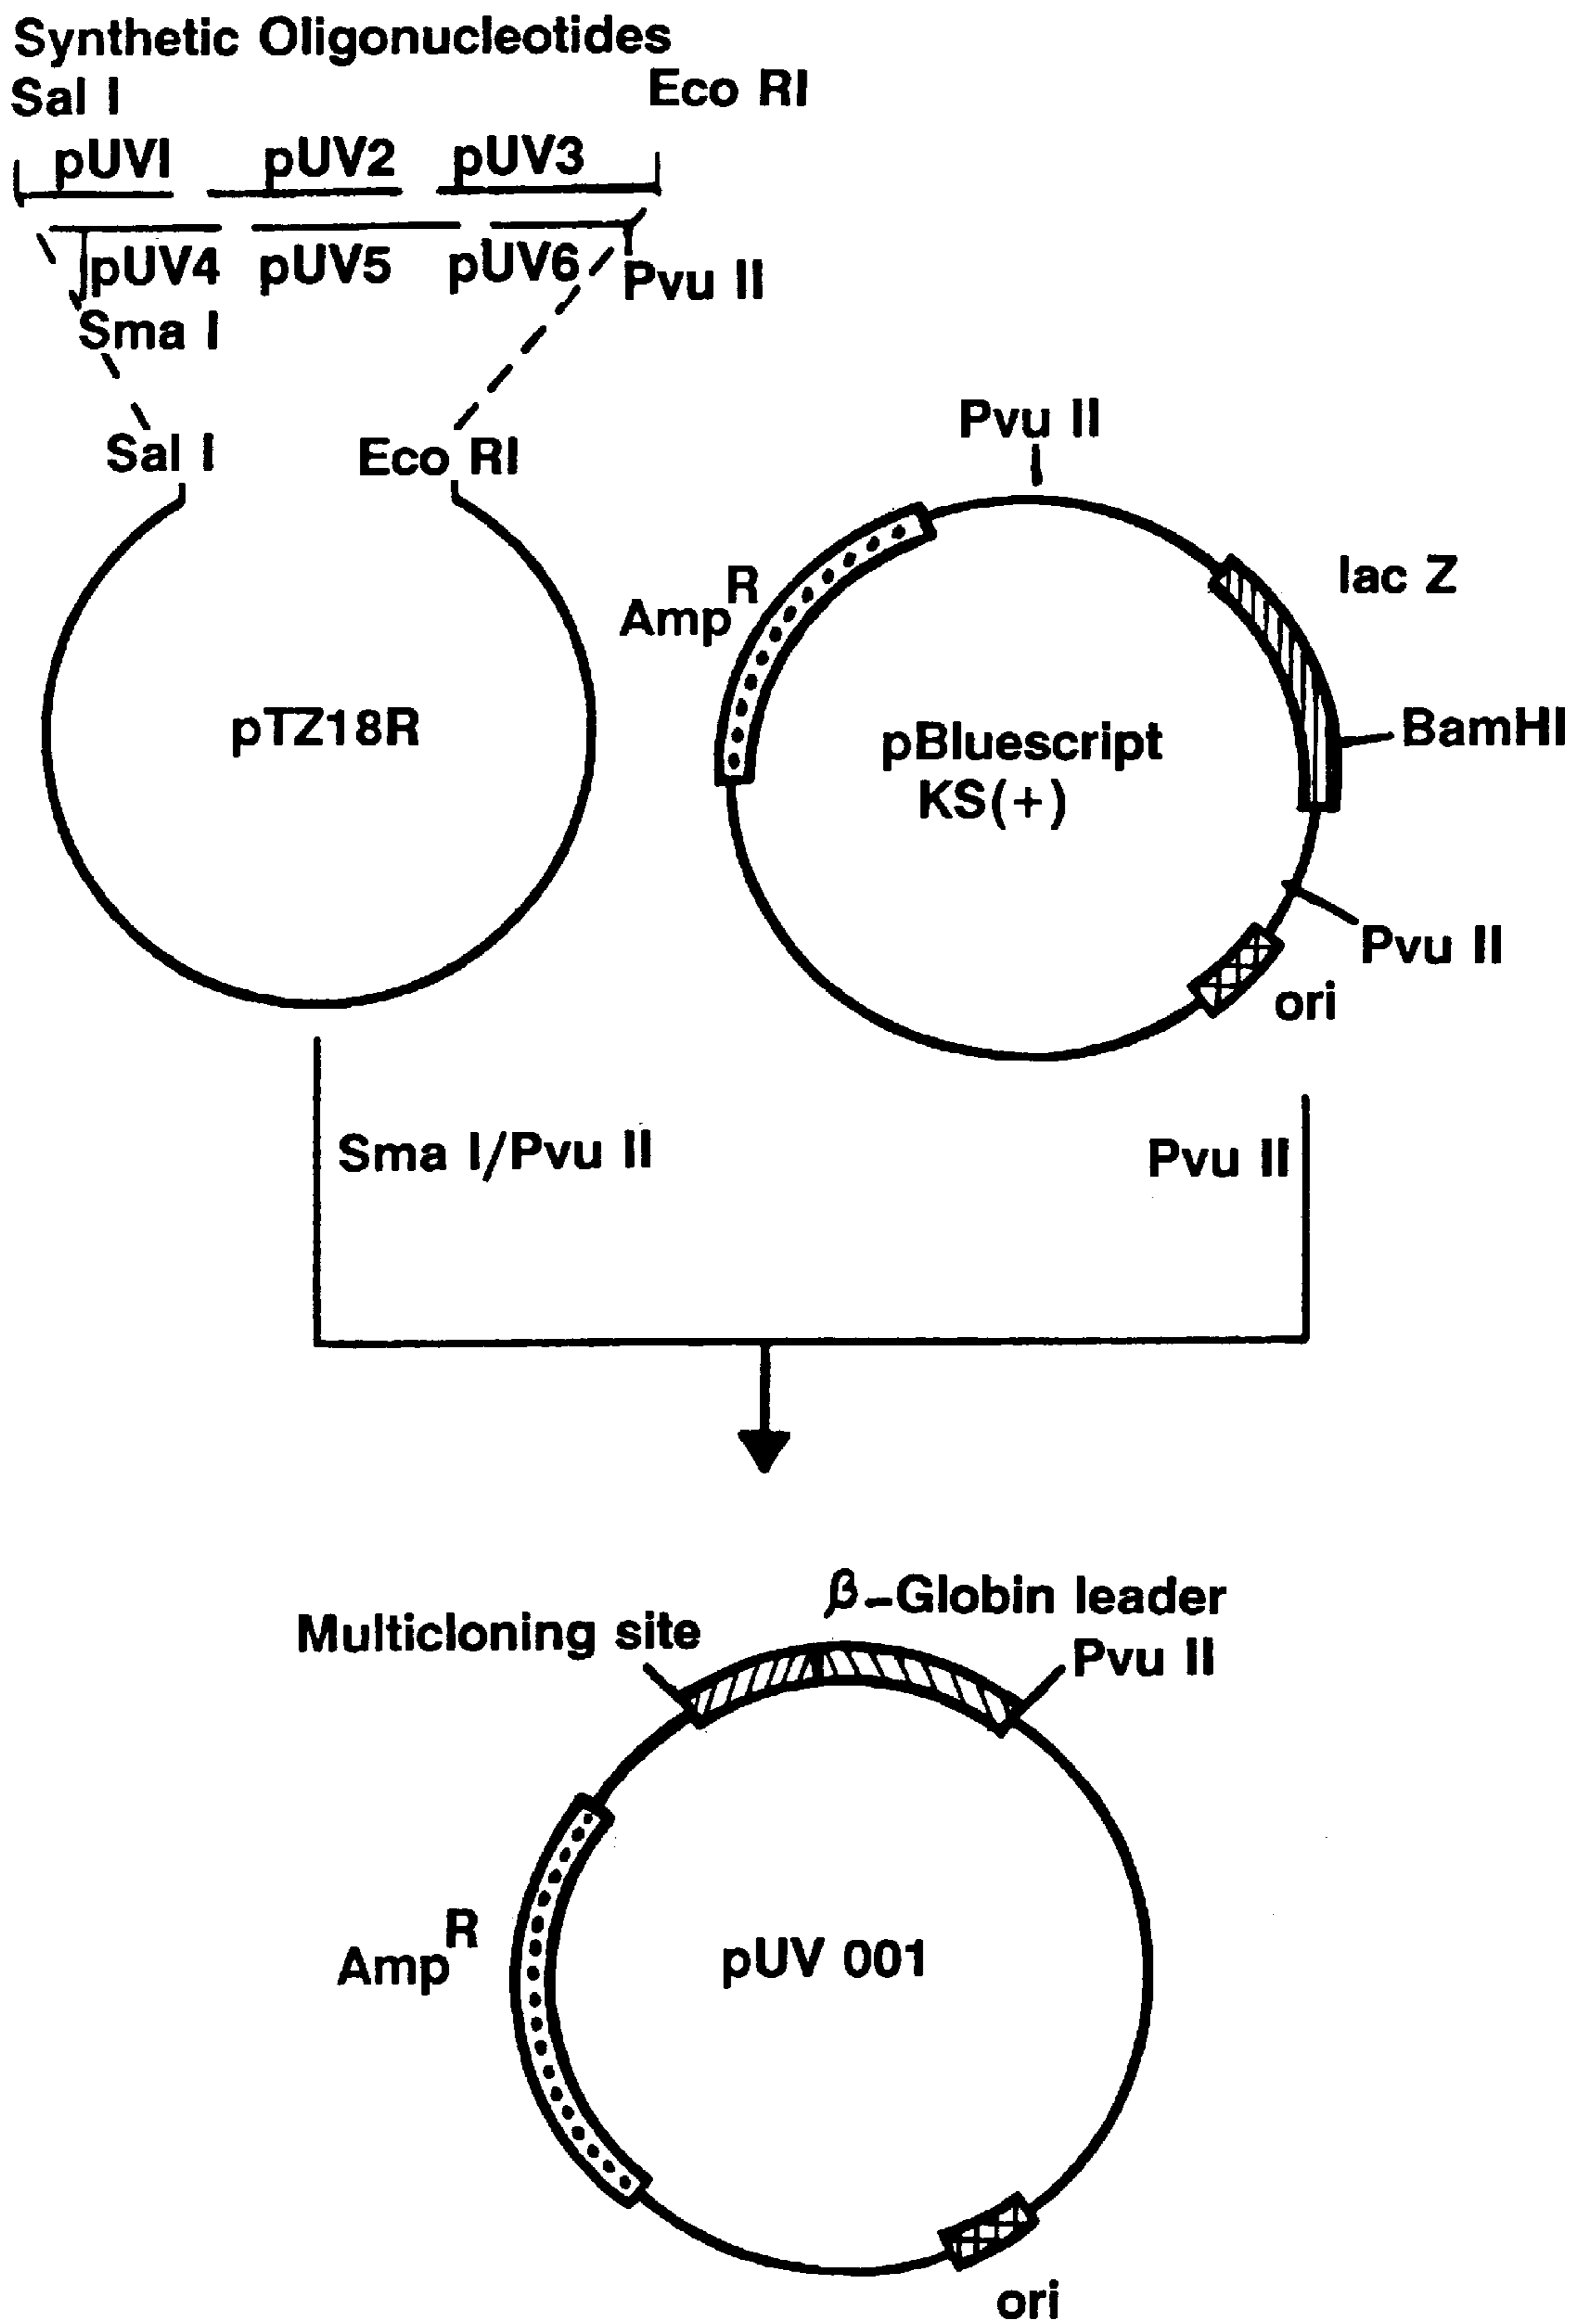 Synthetic Oligonucleotides
Sal I
Eco RI
pUVI
pUV2
pUV3
pUV4
pUV5
pUV6
Pvu II
Sma I
Sal I
Eco RI
pTZ18R
Pvu II
Amp R
lac Z
BamHI
pBluescript
KS(+)
Pvu II
ori
Sma I/Pvu II
Pvu II
β-Globin leader
Multicloning site
Pvu II
Amp R
pUV 001
ori